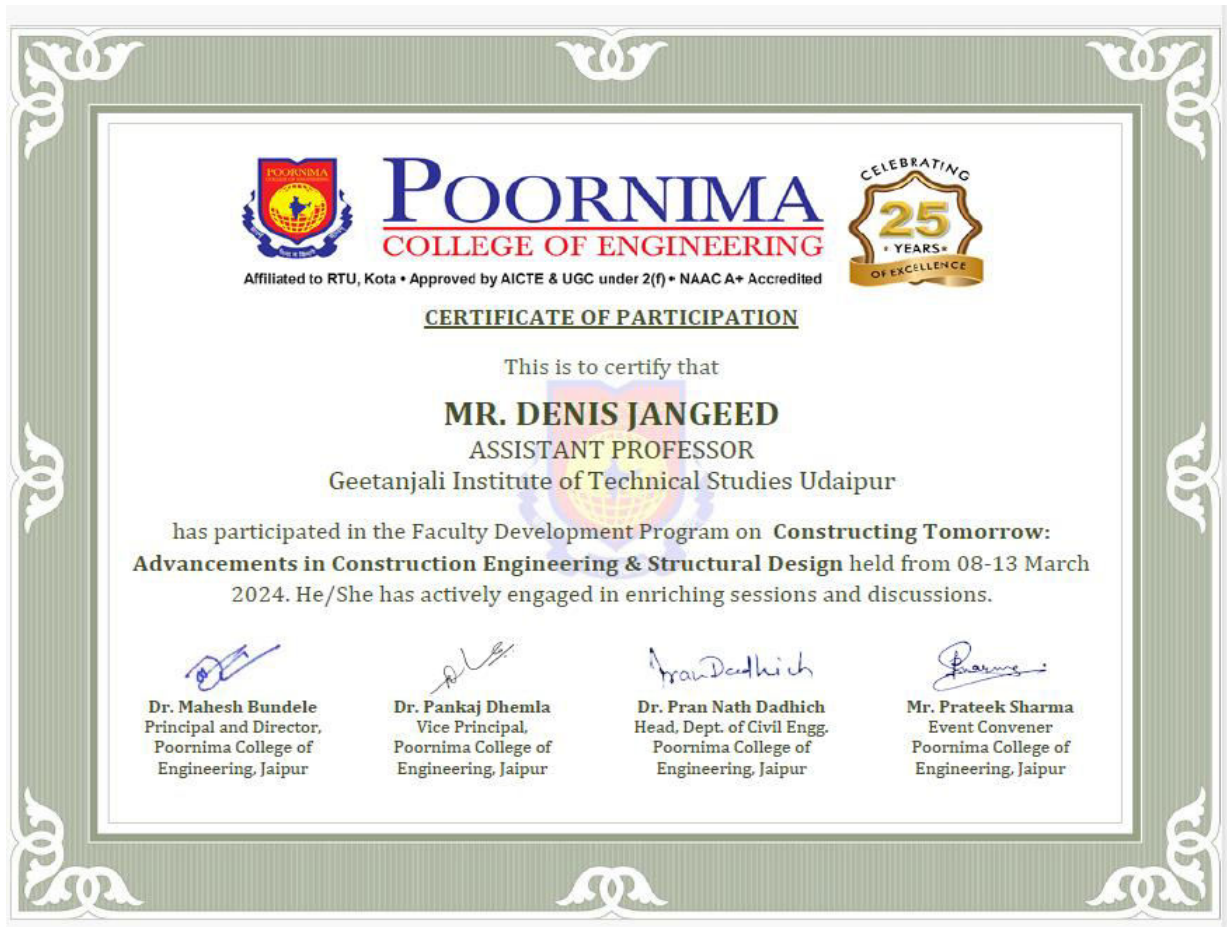 POORNIMA
COLLEGE OF ENGINEERING
POORNIMA
COLLEGE OF ENGINEERING
Affiliated to RTU, Kota • Approved by AICTE & UGC under 2(f) • NAAC A+ Accredited
CELEBRATING
25
YEARS
OF EXCELLENCE
CERTIFICATE OF PARTICIPATION
This is to certify that
MR. DENIS JANGEED
ASSISTANT PROFESSOR
Geetanjali Institute of Technical Studies Udaipur
has participated in the Faculty Development Program on Constructing Tomorrow:
Advancements in Construction Engineering & Structural Design held from 08-13 March
2024. He/She has actively engaged in enriching sessions and discussions.
Dr. Mahesh Bundele
Principal and Director,
Poornima College of
Engineering, Jaipur
Dr. Pankaj Dhemla
Vice Principal,
Poornima College of
Engineering, Jaipur
Dr. Pran Nath Dadhich
Head, Dept. of Civil Engg.
Poornima College of
Engineering, Jaipur
Mr. Prateek Sharma
Event Convener
Poornima College of
Engineering, Jaipur